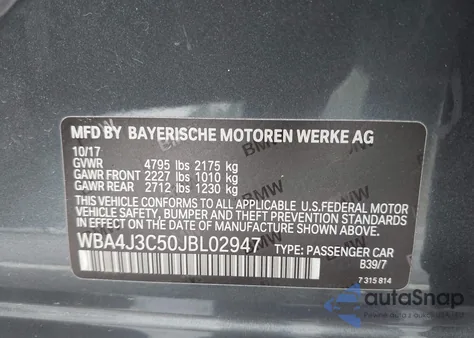 MFD BY BAYERISCHE MOTOREN WERKE AG
10/17
GVWR 4795 lbs 2175 kg
GAWR FRONT 2227 lbs 1010 kg
GAWR REAR 2712 lbs 1230 kg
THIS VEHICLE CONFORMS TO ALL APPLICABLE U.S.FEDERAL MOTOR
VEHICLE SAFETY, BUMPER AND THEFT PREVENTION STANDARDS
IN EFFECT ON THE DATE OF MANUFACTURE SHOWN ABOVE.
WBA4J3C50JBL02947 TYPE: PASSENGER CAR
B39/7
7 315 814
autoSnap